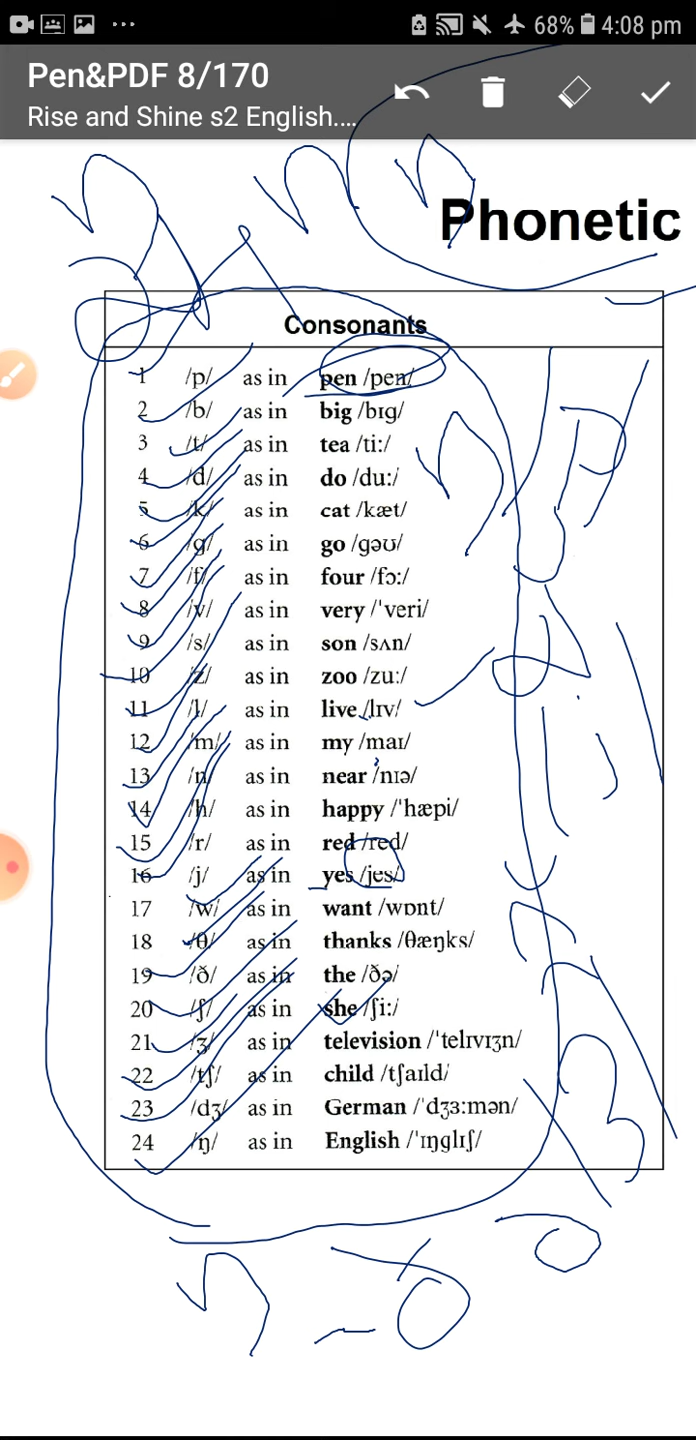 68% 4:08 pm
Pen&PDF 8/170
Rise and Shine s2 English....
Phonetic
Consonants
1 /p/ as in pen /pen/
2 /b/ as in big /bɪg/
3 /t/ as in tea /ti:/
4 /d/ as in do /du:/
5 /k/ as in cat /kæt/
6 /g/ as in go /gəʊ/
7 /f/ as in four /fɔ:/
8 /v/ as in very /'veri/
9 /s/ as in son /sʌn/
10 /z/ as in zoo /zu:/
11 /l/ as in live /lɪv/
12 /m/ as in my /maɪ/
13 /n/ as in near /nɪə/
14 /h/ as in happy /'hæpi/
15 /r/ as in red /red/
16 /j/ as in yes /jes/
17 /w/ as in want /wɒnt/
18 /θ/ as in thanks /θæŋks/
19 /ð/ as in the /ðə/
20 /ʃ/ as in she /ʃi:/
21 /ʒ/ as in television /'telɪvɪʒn/
22 /tʃ/ as in child /tʃaɪld/
23 /dʒ/ as in German /'dʒɜ:mən/
24 /ŋ/ as in English /'ɪŋglɪʃ/